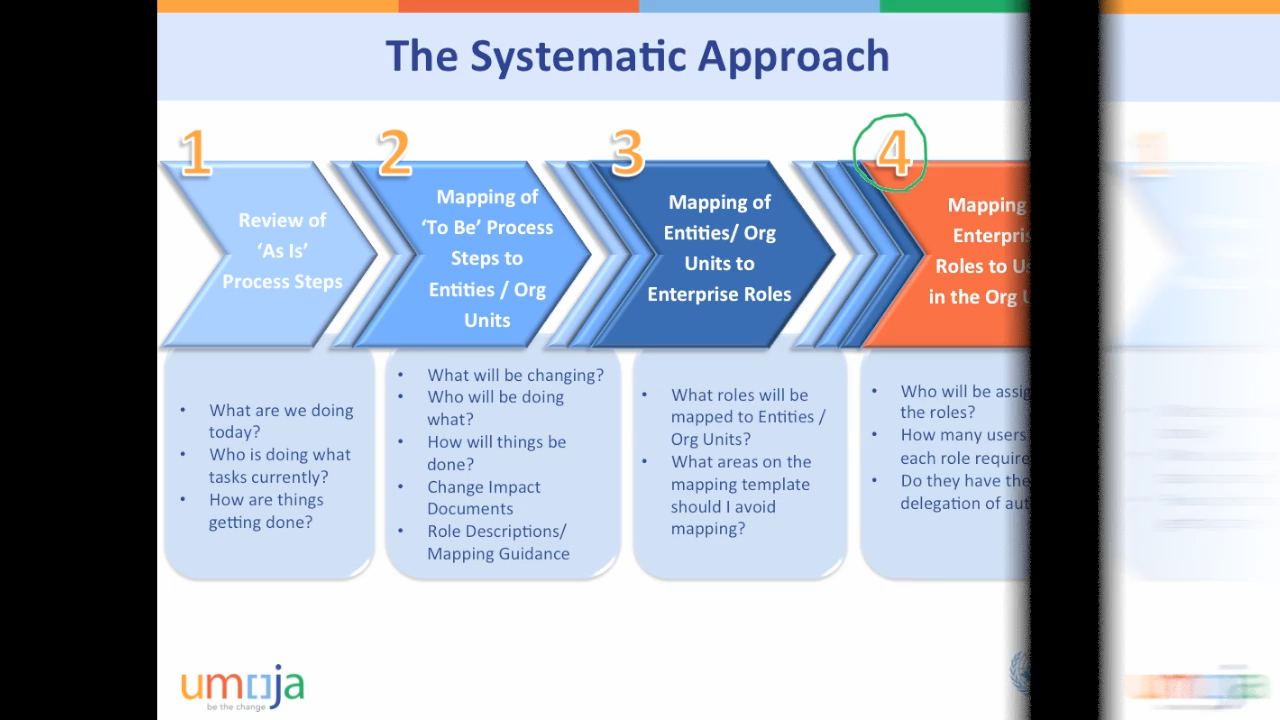 The Systematic Approach
1
2
3
4
Review of
‘As Is’
Process Steps
Mapping of
‘To Be’ Process
Steps to
Entities / Org
Units
Mapping of
Entities/ Org
Units to
Enterprise Roles
Mapping
Roles to
in the Org
• What are we doing
today?
• Who is doing what
tasks currently?
• How are things
getting done?
• What will be changing?
• Who will be doing
what?
• How will things be
done?
• Change Impact
Documents
• Role Descriptions/
Mapping Guidance
• What roles will be
mapped to Entities /
Org Units?
• What areas on the
mapping template
should I avoid
mapping?
• Who will be
the roles?
• How many users
each role
• Do they have the
delegation of
umoja
be the change